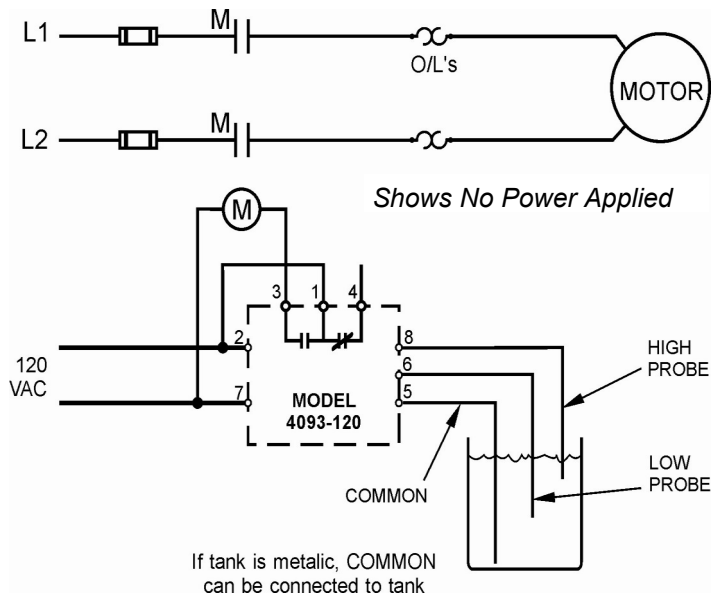 L1
M
O/L's
MOTOR
L2
M
Shows No Power Applied
M
3
1
4
2
8
120
VAC
6
7
5
MODEL
4093-120
HIGH
PROBE
LOW
PROBE
COMMON
If tank is metalic, COMMON
can be connected to tank